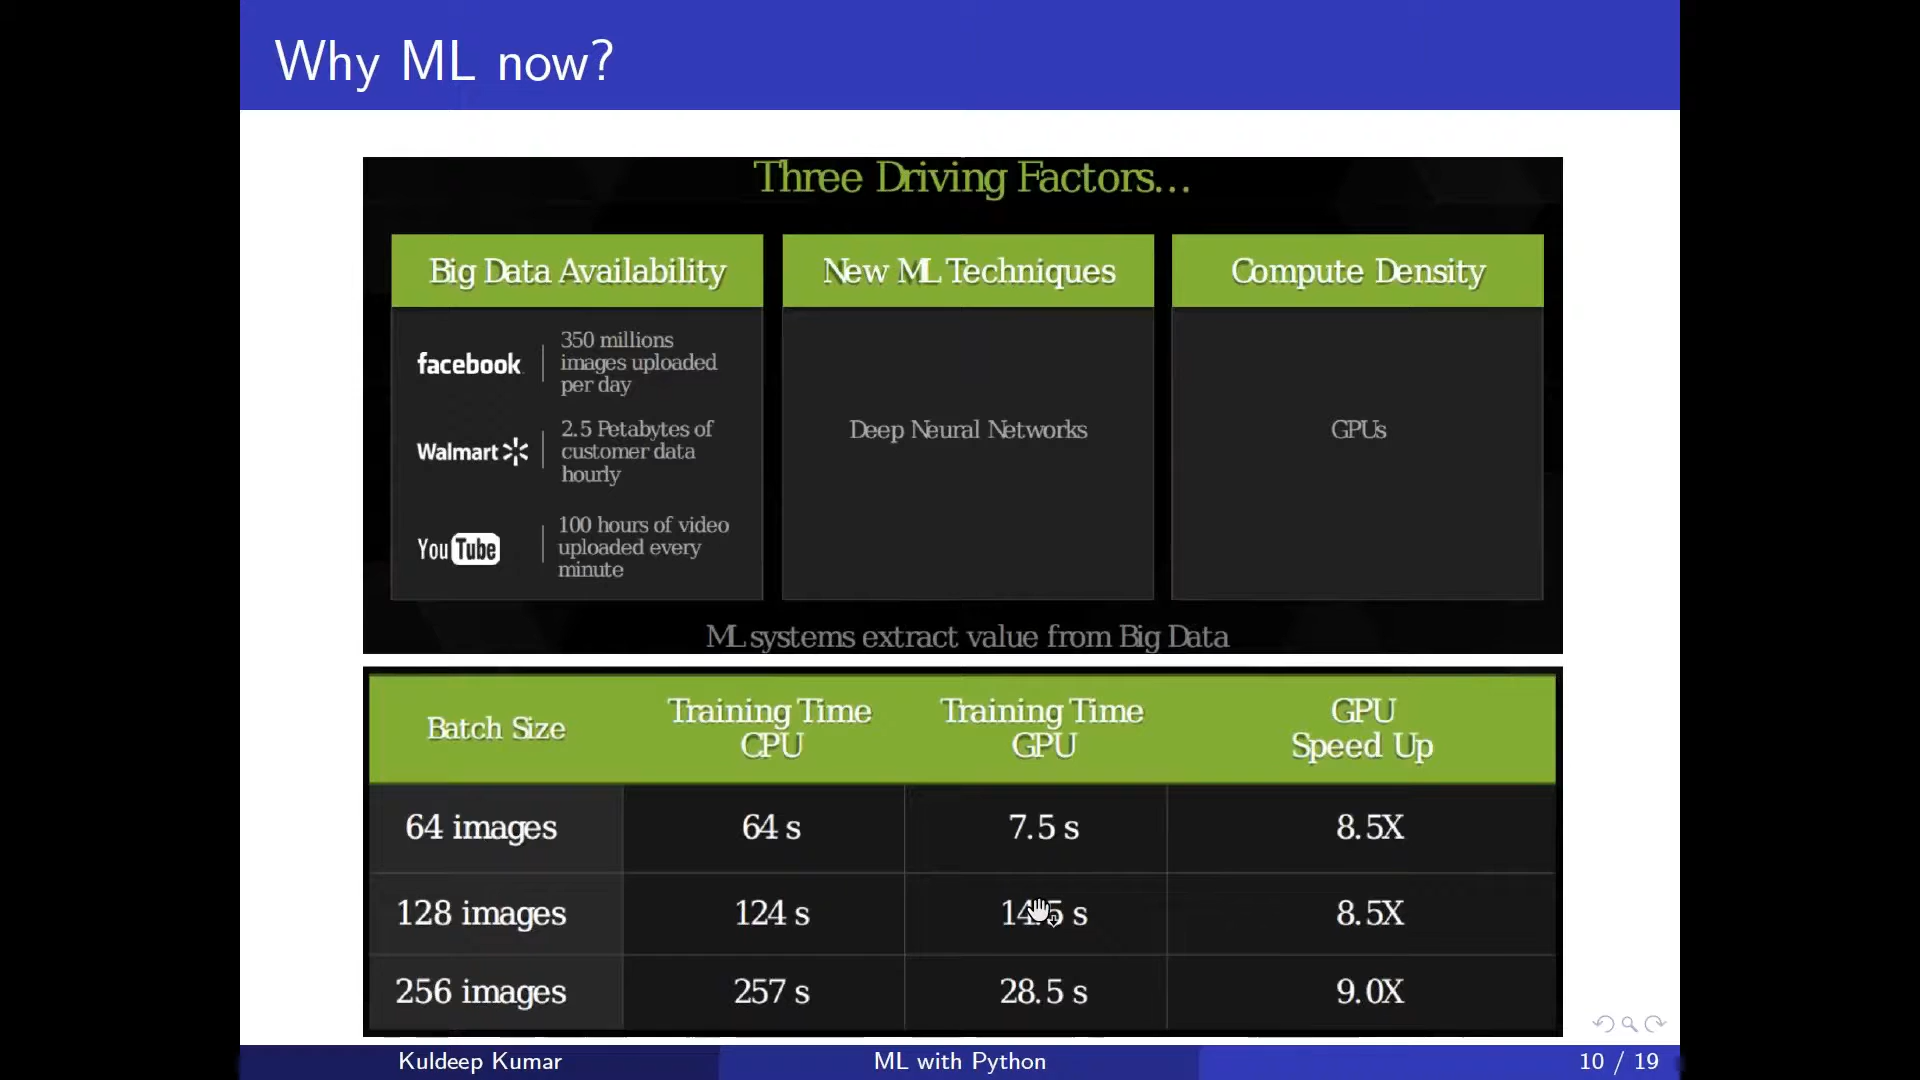 Why ML now?
Three Driving Factors...
Big Data Availability
facebook
350 millions
images uploaded
per day
Walmart
2.5 Petabytes of
customer data
hourly
YouTube
100 hours of video
uploaded every
minute
New ML Techniques
Deep Neural Networks
Compute Density
GPUs
ML systems extract value from Big Data
Batch Size
Training Time
CPU
Training Time
GPU
GPU
Speed Up
64 images 64 s 7.5 s 8.5X
128 images 124 s 14.5 s 8.5X
256 images 257 s 28.5 s 9.0X
Kuldeep Kumar ML with Python 10 / 19